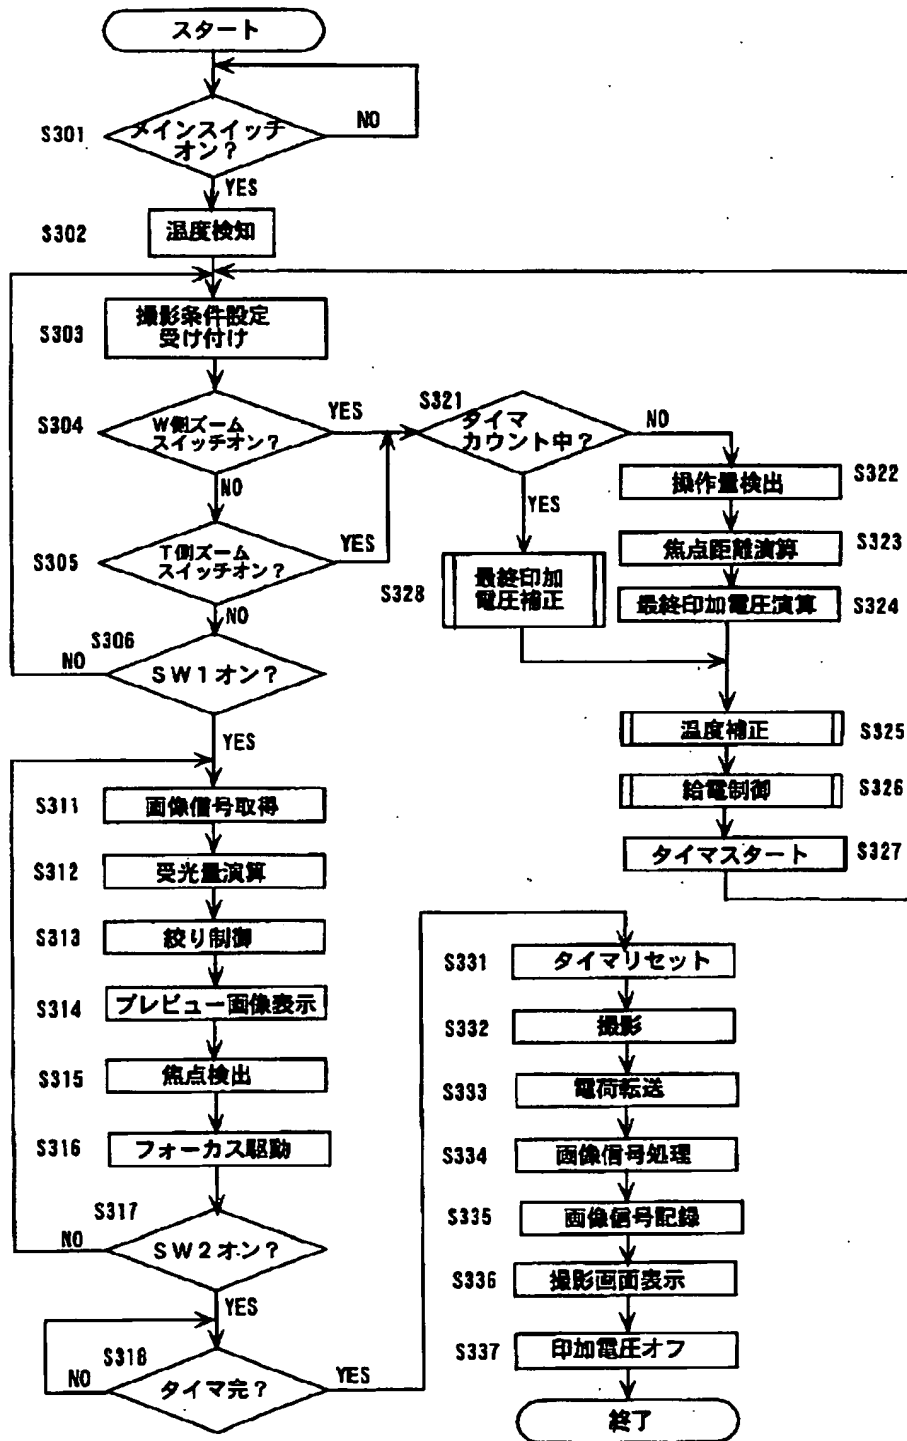 スタート
S301
メインスイッチ
オン？
NO
YES
S302
温度検知
S303
撮影条件設定
受け付け
S304
W側ズーム
スイッチオン？
YES
NO
S305
T側ズーム
スイッチオン？
YES
NO
S306
SW1オン？
NO
YES
S311
画像信号取得
S312
受光量演算
S313
絞り制御
S314
プレビュー画像表示
S315
焦点検出
S316
フォーカス駆動
S317
SW2オン？
NO
YES
S318
タイマ完？
NO
YES
S321
タイマ
カウント中？
NO
YES
S322
操作量検出
S323
焦点距離演算
S324
最終印加電圧演算
S328
最終印加
電圧補正
S325
温度補正
S326
給電制御
S327
タイマスタート
S331
タイマリセット
S332
撮影
S333
電荷転送
S334
画像信号処理
S335
画像信号記録
S336
撮影画面表示
S337
印加電圧オフ
終了